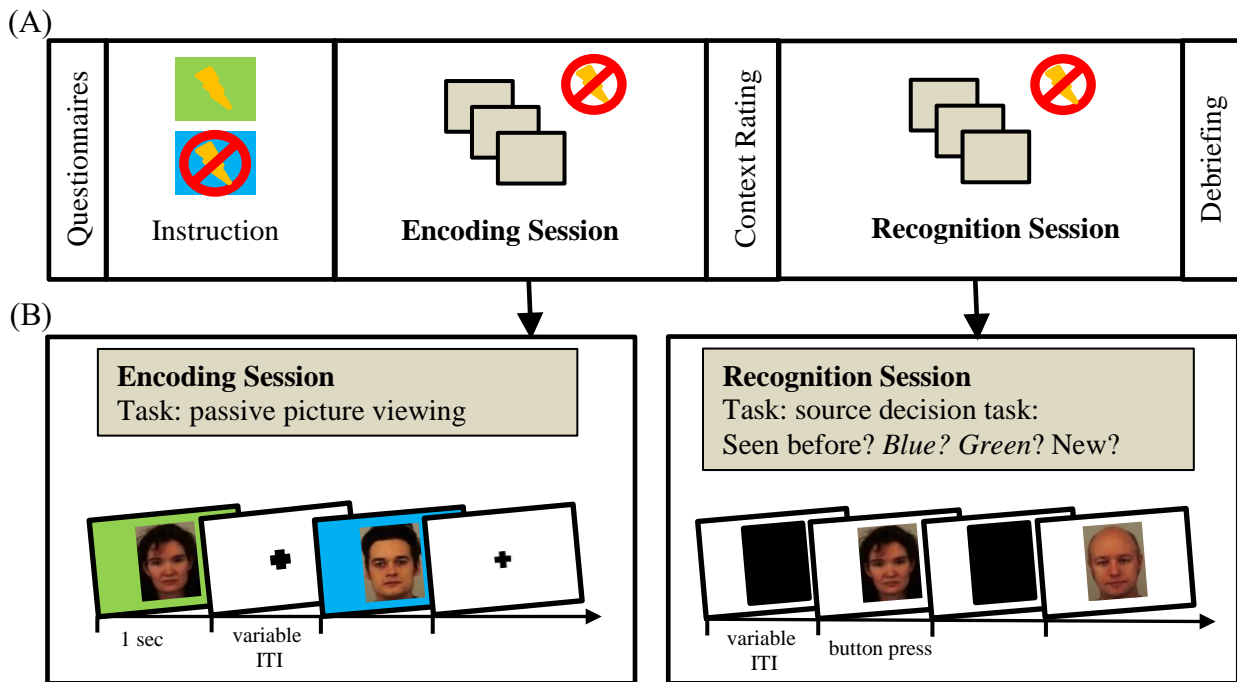 (A)
Questionnaires
Instruction
Encoding Session
Context Rating
Recognition Session
Debriefing
(B)
Encoding Session
Task: passive picture viewing
1 sec
variable
ITI
Recognition Session
Task: source decision task:
Seen before? Blue? Green? New?
variable
ITI
button press